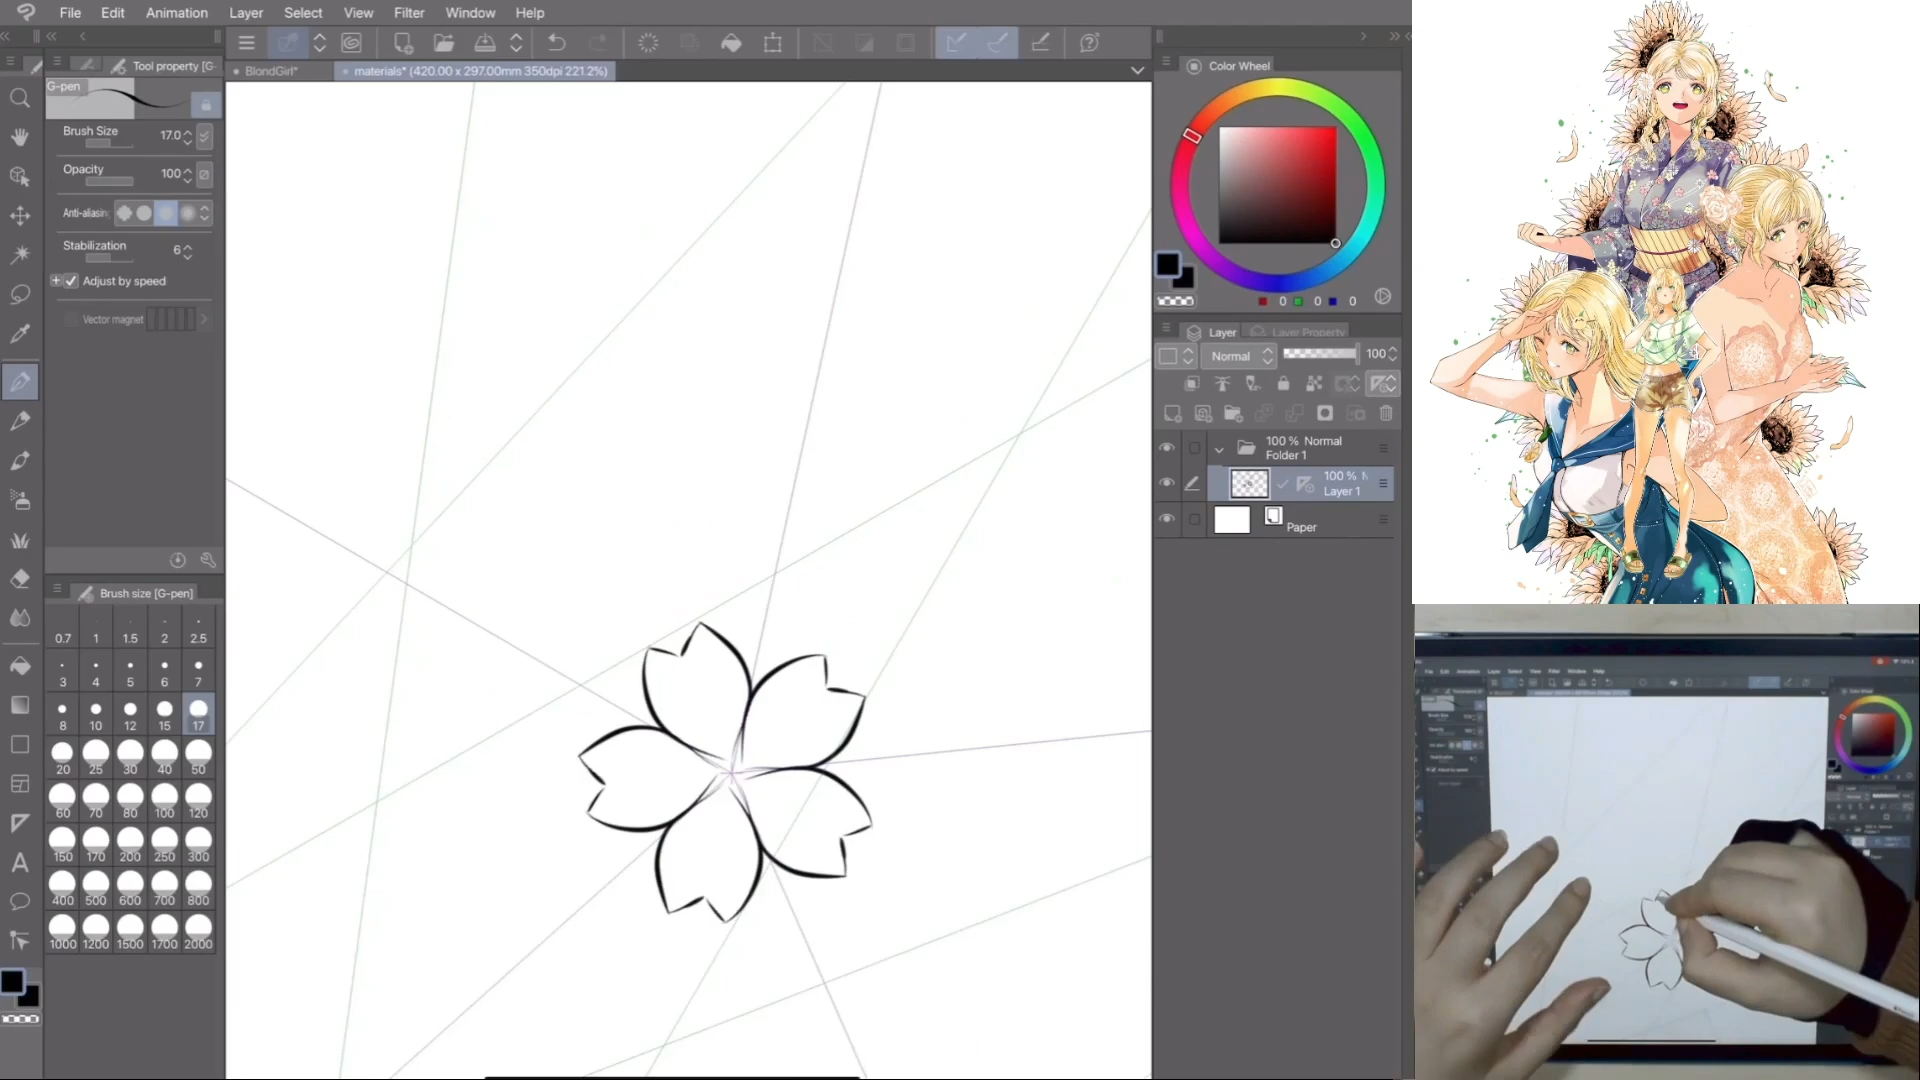 File Edit Animation Layer Select View Filter Window Help
Tool property [G-
BlondGirl*
materials* (420.00 x 297.00mm 350dpi 221.2%)
G-pen
Brush Size 17.0
Opacity 100
Anti-aliasin
Stabilization 6
Adjust by speed
Vector magnet
Brush size [G-pen]
0.7 1 1.5 2 2.5
3 4 5 6 7
8 10 12 15 17
20 25 30 40 50
60 70 80 100 120
150 170 200 250 300
400 500 600 700 800
1000 1200 1500 1700 2000
A
Color Wheel
0 0 0
Layer Layer Property
Normal 100
100 % Normal
Folder 1
100 % N
Layer 1
Paper